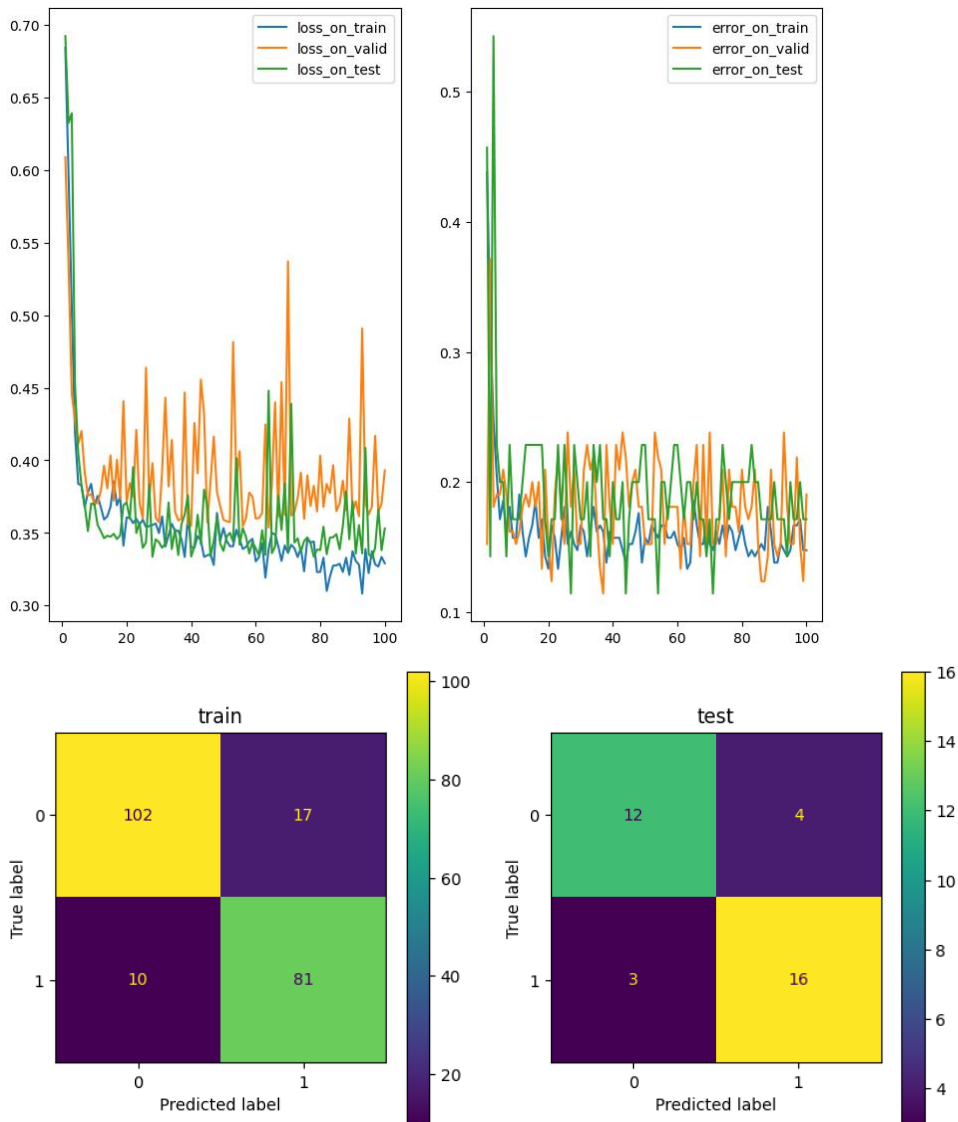 loss_on_train
loss_on_valid
loss_on_test
0.70
0.65
0.60
0.55
0.50
0.45
0.40
0.35
0.30
0 20 40 60 80 100
error_on_train
error_on_valid
error_on_test
0.5
0.4
0.3
0.2
0.1
0 20 40 60 80 100
train
True label
0
1
102 17
10 81
0 1
Predicted label
100
80
60
40
20
test
True label
0
1
12 4
3 16
0 1
Predicted label
16
14
12
10
8
6
4